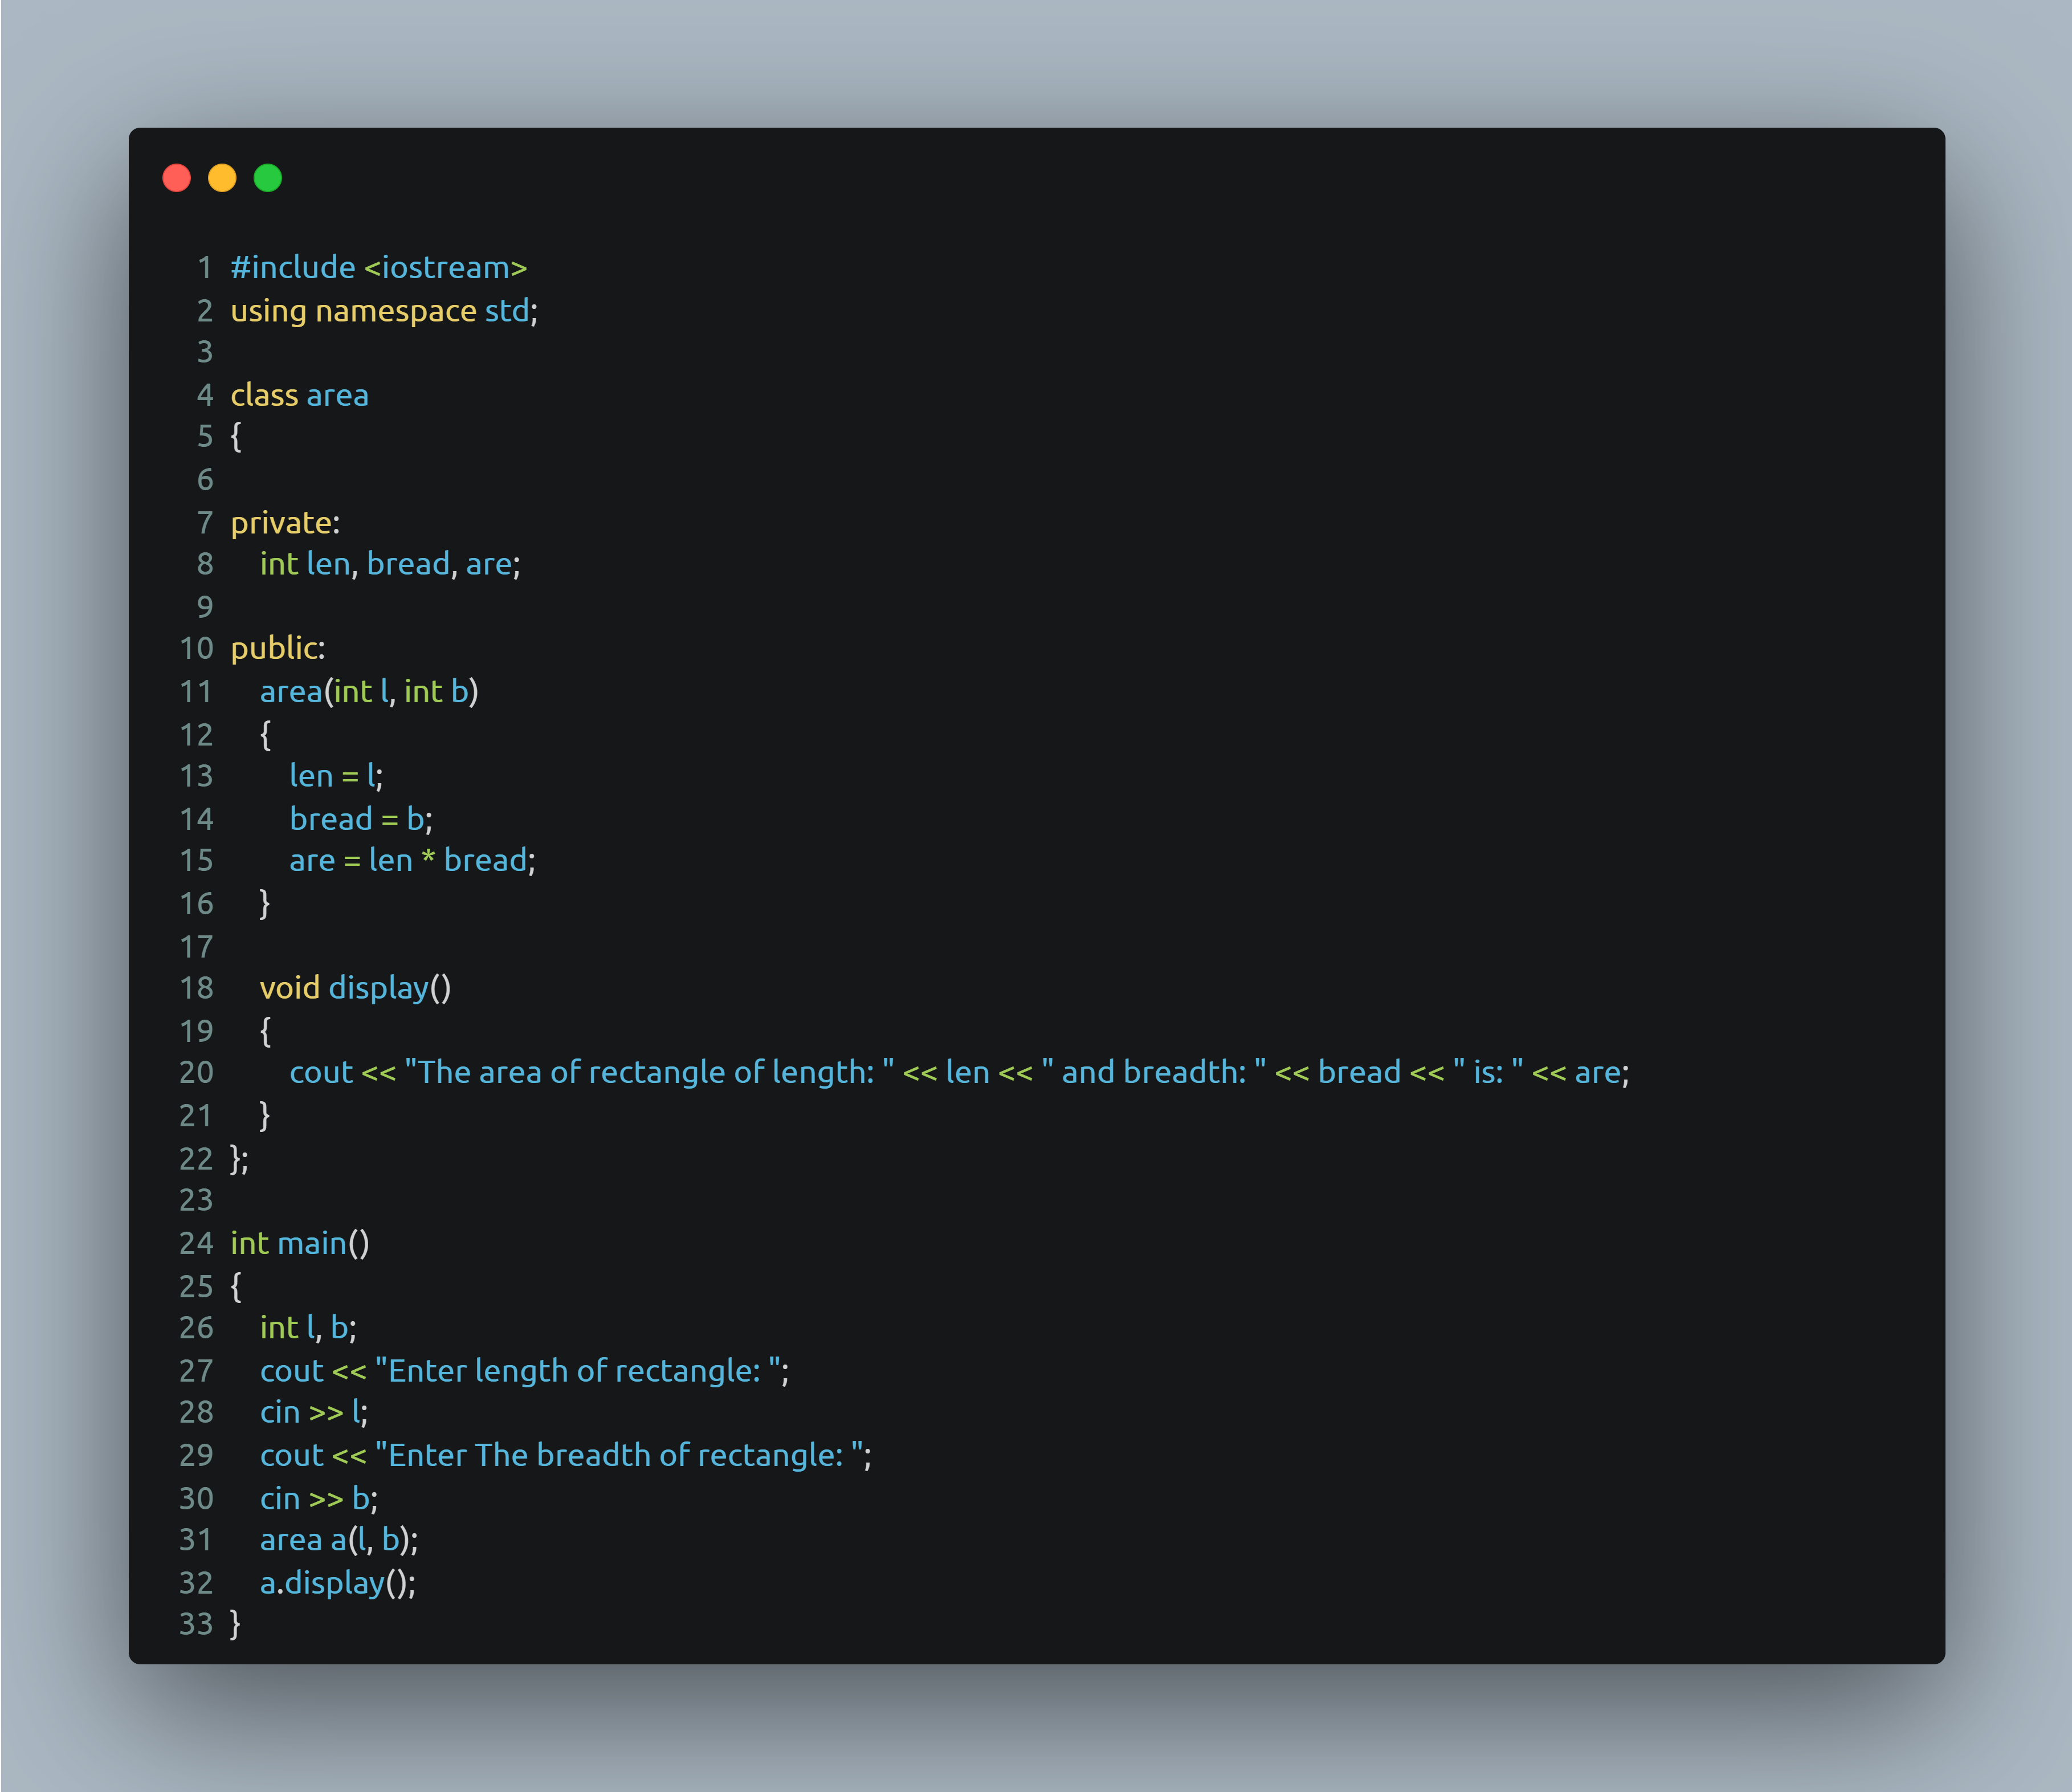 1 #include <iostream>
2 using namespace std;
3
4 class area
5 {
6
7 private:
8     int len, bread, are;
9
10 public:
11     area(int l, int b)
12     {
13         len = l;
14         bread = b;
15         are = len * bread;
16     }
17
18     void display()
19     {
20         cout << "The area of rectangle of length: " << len << " and breadth: " << bread << " is: " << are;
21     }
22 };
23
24 int main()
25 {
26     int l, b;
27     cout << "Enter length of rectangle: ";
28     cin >> l;
29     cout << "Enter The breadth of rectangle: ";
30     cin >> b;
31     area a(l, b);
32     a.display();
33 }